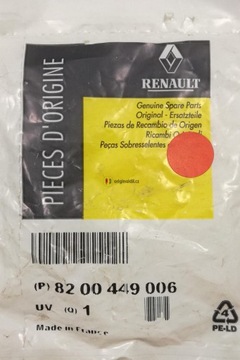 PIECES D'ORIGINE
RENAULT
Genuine Spare Parts
Original - Ersatzteile
Piezas de Recambio de Origen
Ricambi
Peças Sobresselentes
(P) 82 00 449 006
UV (Q) 1
Made in France
4
PE-LD